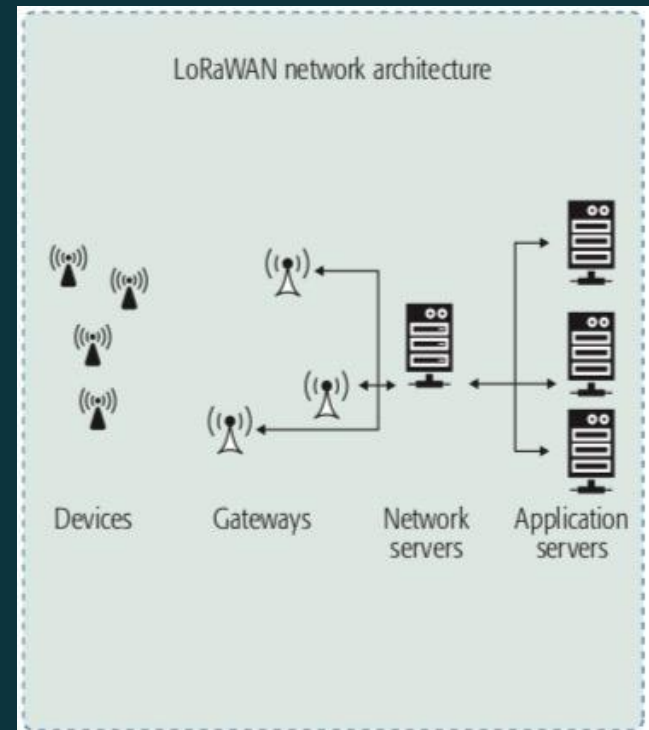 LoRaWAN network architecture
Devices
Gateways
Network
servers
Application
servers